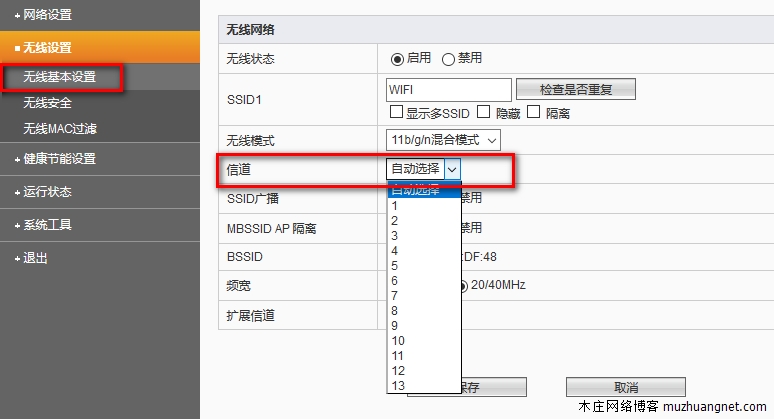 + 网络设置
无线设置
无线基本设置
无线安全
无线MAC过滤
+ 健康节能设置
+ 运行状态
+ 系统工具
+ 退出
无线网络
无线状态 启用 禁用
SSID1 WIFI 检查是否重复
显示多SSID 隐藏 隔离
无线模式 11b/g/n混合模式
信道 自动选择
自动选择
SSID广播 禁用
1
2
MBSSID AP 隔离 禁用
3
4
BSSID :DF:48
5
6
频宽 20/40MHz
7
8
扩展信道
9
10
11
12
13
存 取消
木庄网络博客 muzhuangnet.com